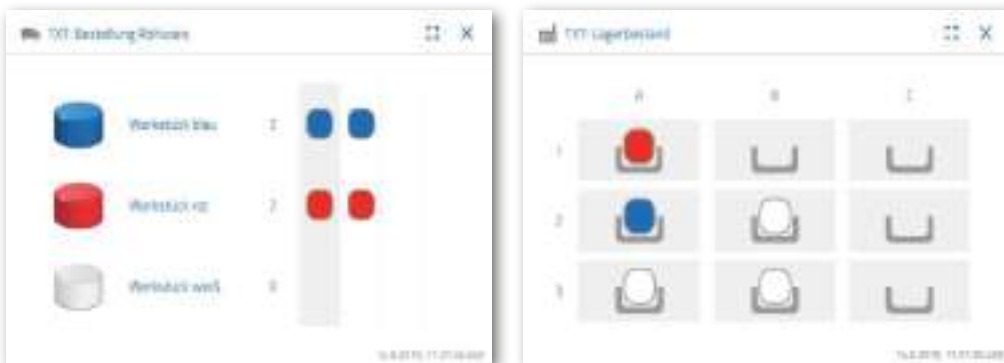 TXT Bestellung Rohware
Werkstück blau 2
Werkstück rot 2
Werkstück weiß 0
TXT Lagerbestand
A B C
1
2
3